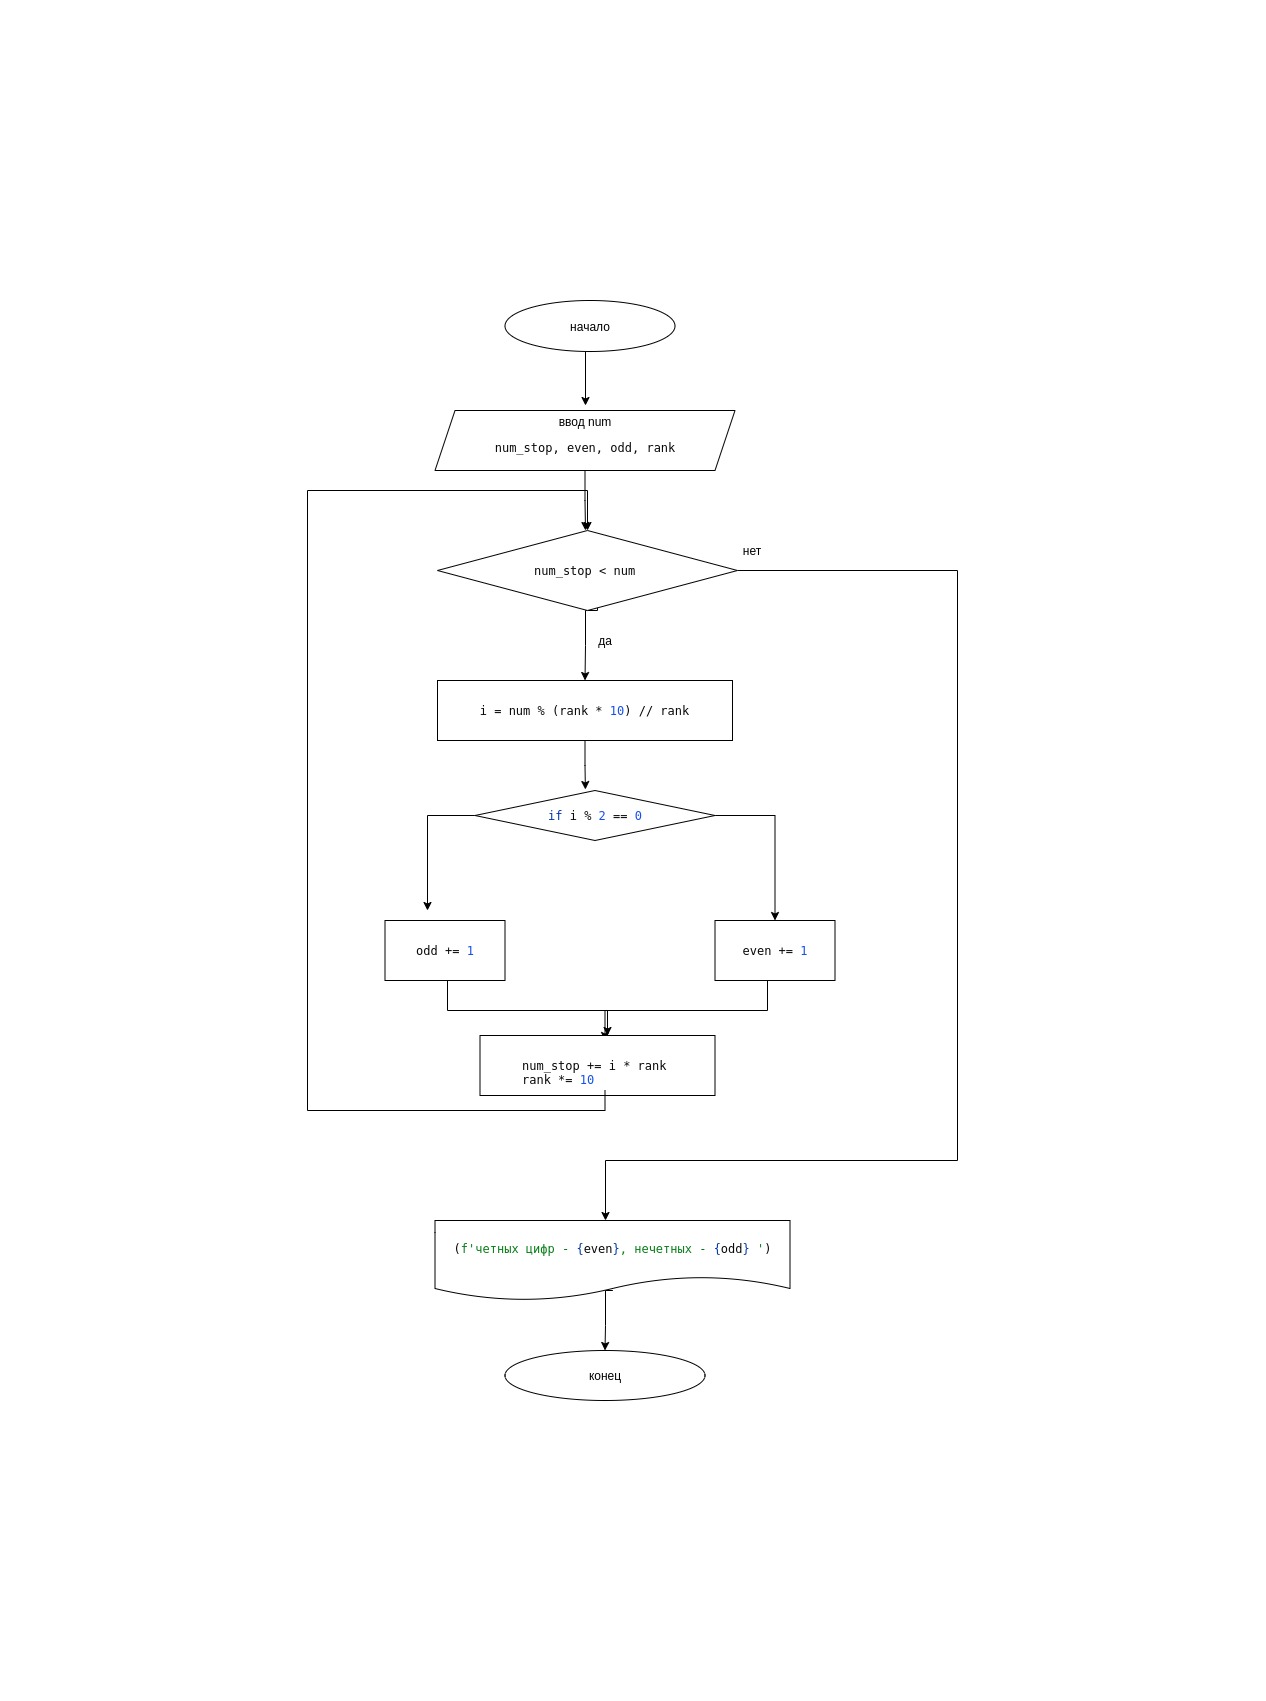 начало
ввод num
num_stop, even, odd, rank
нет
num_stop < num
да
i = num % (rank * 10) // rank
if i % 2 == 0
odd += 1
even += 1
num_stop += i * rank
rank *= 10
(f'четных цифр - {even}, нечетных - {odd} ')
конец